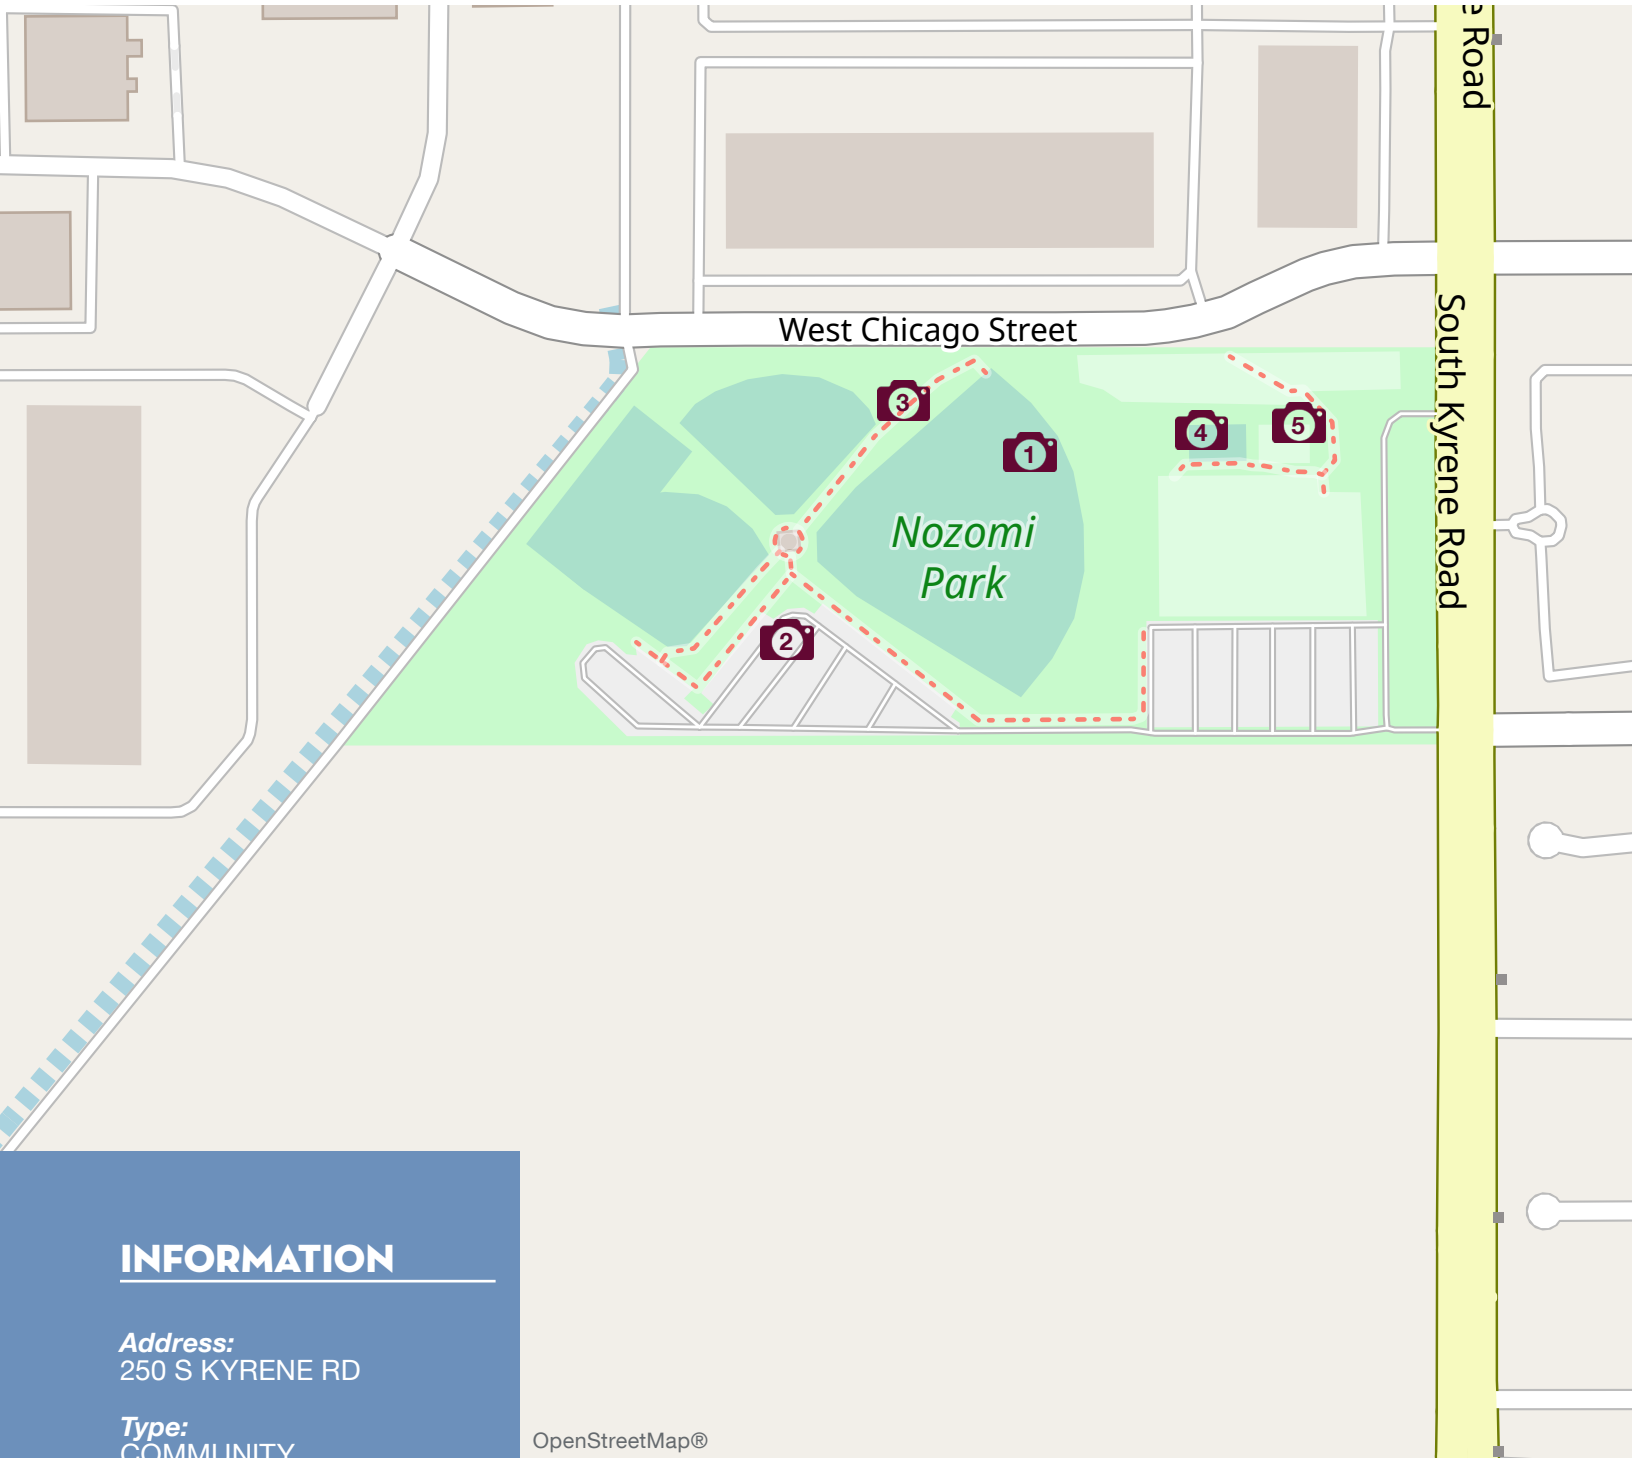 Road
West Chicago Street
South Kyrene Road
3
1
4
5
Nozomi
Park
2
INFORMATION
Address:
250 S KYRENE RD
Type:
COMMUNITY
OpenStreetMap®